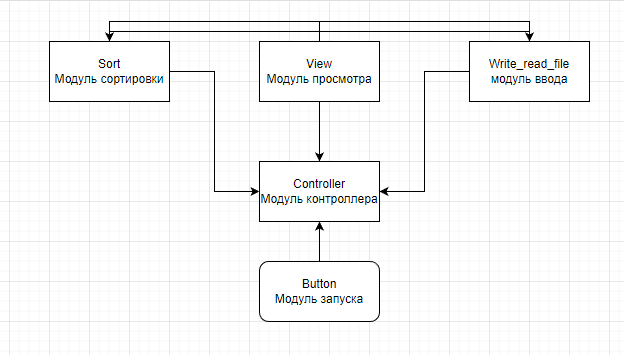 Sort
Модуль сортировки
View
Модуль просмотра
Write_read_file
модуль ввода
Controller
Модуль контроллера
Button
Модуль запуска